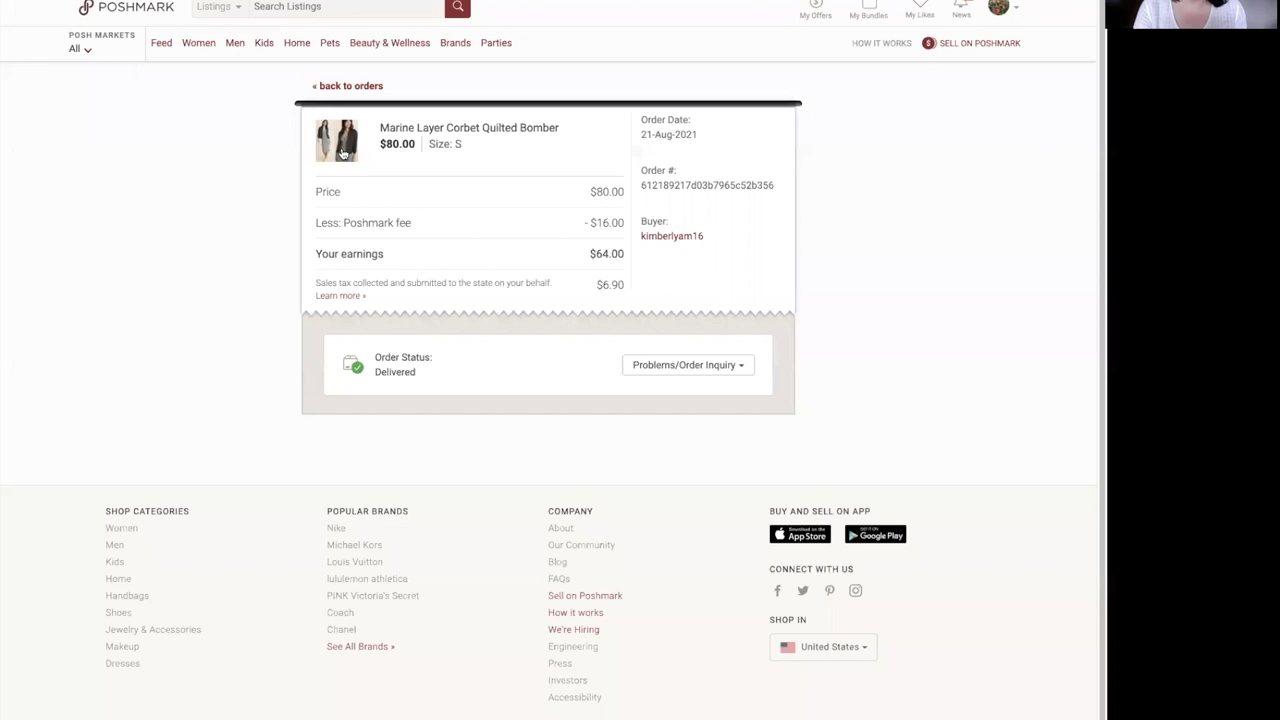 POSHMARK
Listings
Search Listings
My Offers
My Bundles
My Likes
News
POSH MARKETS
All
Feed
Women
Men
Kids
Home
Pets
Beauty & Wellness
Brands
Parties
HOW IT WORKS
$ SELL ON POSHMARK
« back to orders
Marine Layer Corbet Quilted Bomber
$80.00 Size: S
Price $80.00
Less: Poshmark fee - $16.00
Your earnings $64.00
Sales tax collected and submitted to the state on your behalf. $6.90
Learn more »
Order Date:
21-Aug-2021
Order #:
612189217d03b7965c52b356
Buyer:
kimberlyam16
Order Status:
Delivered
Problems/Order Inquiry
SHOP CATEGORIES
Women
Men
Kids
Home
Handbags
Shoes
Jewelry & Accessories
Makeup
Dresses
POPULAR BRANDS
Nike
Michael Kors
Louis Vuitton
lululemon athletica
PINK Victoria's Secret
Coach
Chanel
See All Brands »
COMPANY
About
Our Community
Blog
FAQs
Sell on Poshmark
How it works
We're Hiring
Engineering
Press
Investors
Accessibility
BUY AND SELL ON APP
Download on the
App Store
GET IT ON
Google Play
CONNECT WITH US
SHOP IN
United States